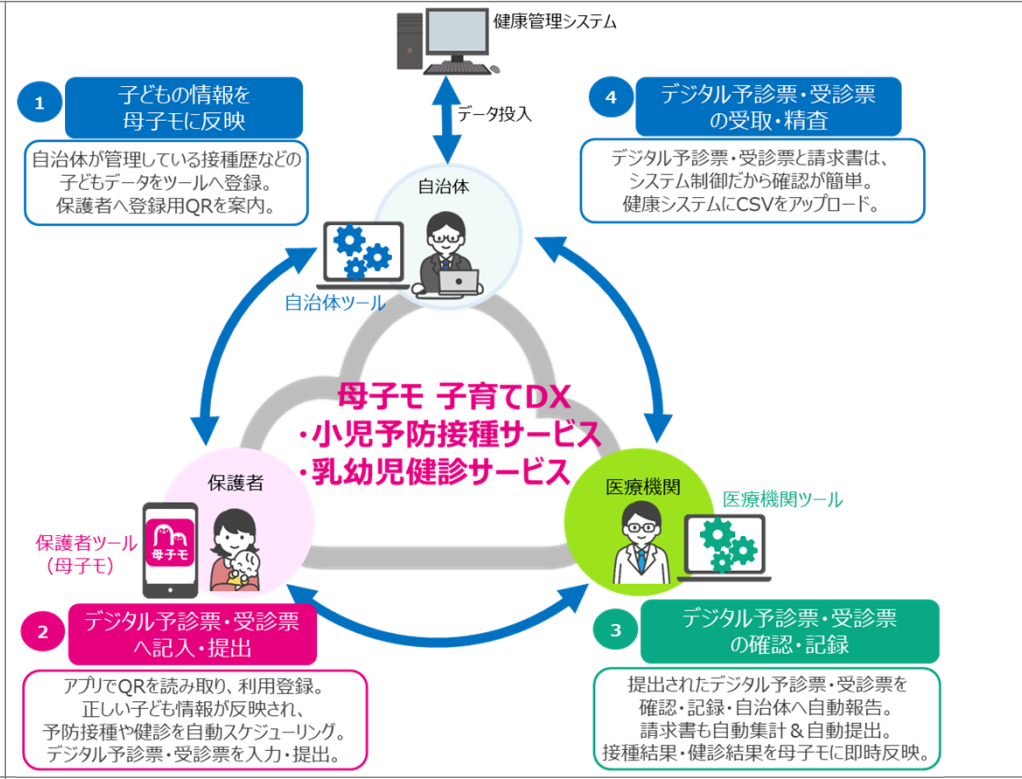 健康管理システム
データ投入
1
子どもの情報を
母子モに反映
自治体が管理している接種歴などの
子どもデータをツールへ登録。
保護者へ登録用QRを案内。
4
デジタル予診票・受診票
の受取・精査
デジタル予診票・受診票と請求書は、
システム制御だから確認が簡単。
健康システムにCSVをアップロード。
自治体
自治体ツール
母子モ 子育てDX
・小児予防接種サービス
・乳幼児健診サービス
保護者
母子モ
保護者ツール
(母子モ)
医療機関
医療機関ツール
2
デジタル予診票・受診票
へ記入・提出
アプリでQRを読み取り、利用登録。
正しい子ども情報が反映され、
予防接種や健診を自動スケジューリング。
デジタル予診票・受診票を入力・提出。
3
デジタル予診票・受診票
の確認・記録
提出されたデジタル予診票・受診票を
確認・記録・自治体へ自動報告。
請求書も自動集計＆自動提出。
接種結果・健診結果を母子モに即時反映。